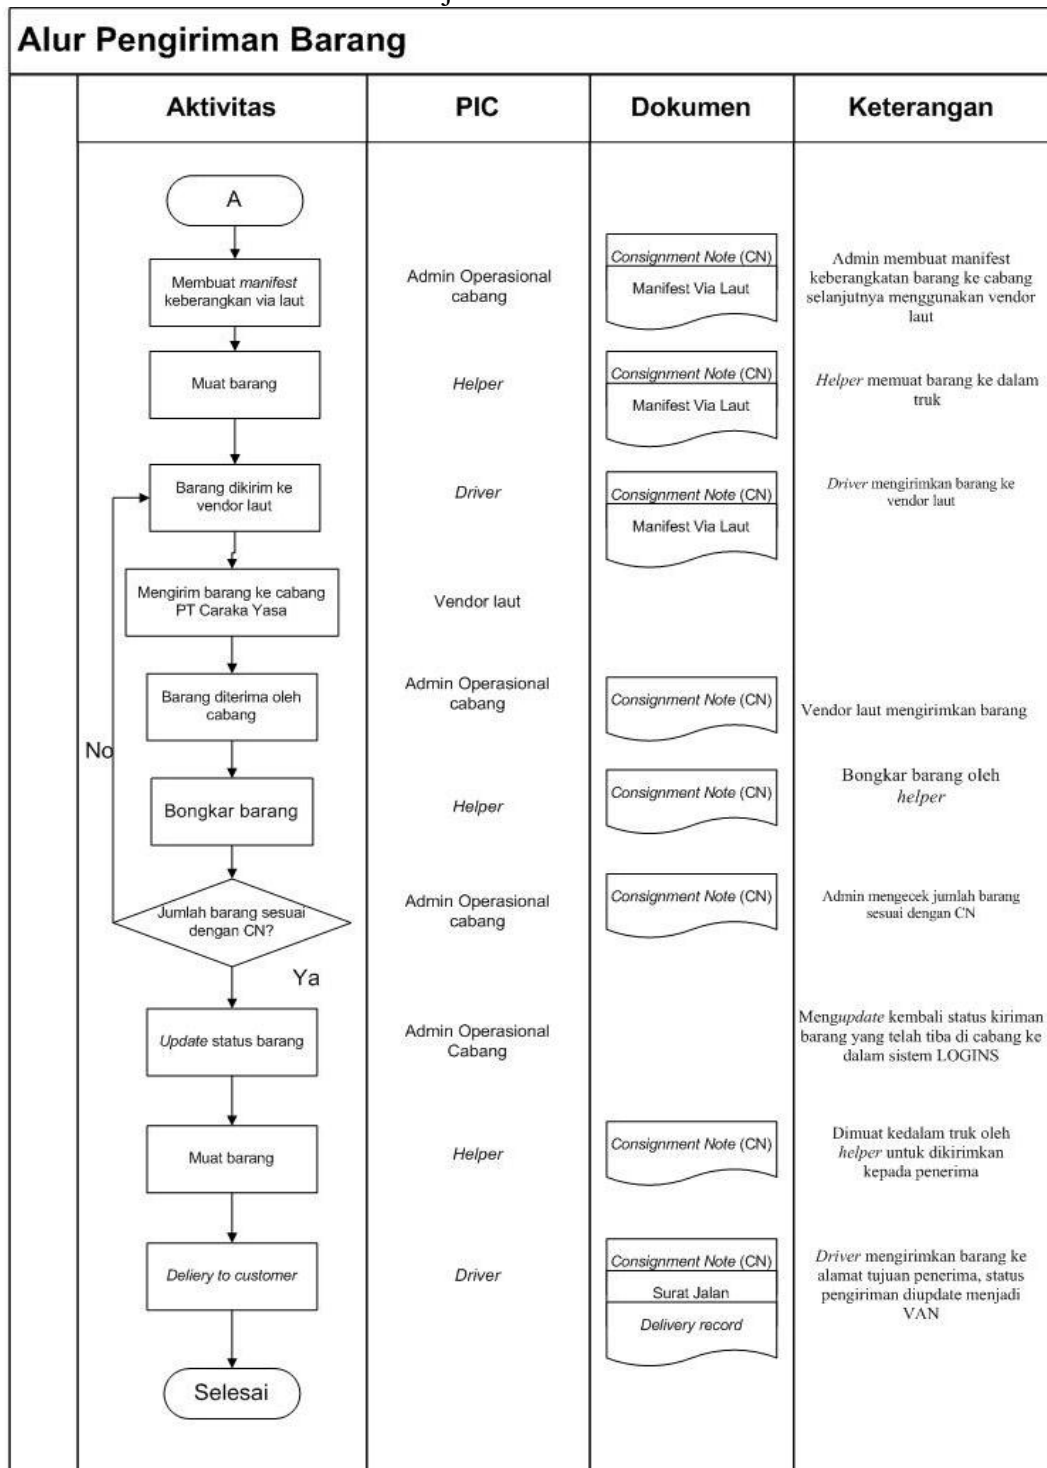 Alur Pengiriman Barang
Aktivitas
PIC
Dokumen
Keterangan
A
Membuat manifest
keberangkan via laut
Admin Operasional
cabang
Consignment Note (CN)
Manifest Via Laut
Admin membuat manifest
keberangkatan barang ke cabang
selanjutnya menggunakan vendor
laut
Muat barang
Helper
Consignment Note (CN)
Manifest Via Laut
Helper memuat barang ke dalam
truk
Barang dikirim ke
vendor laut
Driver
Consignment Note (CN)
Manifest Via Laut
Driver mengirimkan barang ke
vendor laut
Mengirim barang ke cabang
PT Caraka Yasa
Vendor laut
Barang diterima oleh
cabang
Admin Operasional
cabang
Consignment Note (CN)
Vendor laut mengirimkan barang
No
Bongkar barang
Helper
Consignment Note (CN)
Bongkar barang oleh
helper
Jumlah barang sesuai
dengan CN?
Admin Operasional
cabang
Consignment Note (CN)
Admin mengecek jumlah barang
sesuai dengan CN
Ya
Update status barang
Admin Operasional
Cabang
Mengupdate kembali status kiriman
barang yang telah tiba di cabang ke
dalam sistem LOGINS
Muat barang
Helper
Consignment Note (CN)
Dimuat kedalam truk oleh
helper untuk dikirimkan
kepada penerima
Deliery to customer
Driver
Consignment Note (CN)
Surat Jalan
Delivery record
Driver mengirimkan barang ke
alamat tujuan penerima, status
pengiriman diupdate menjadi
VAN
Selesai